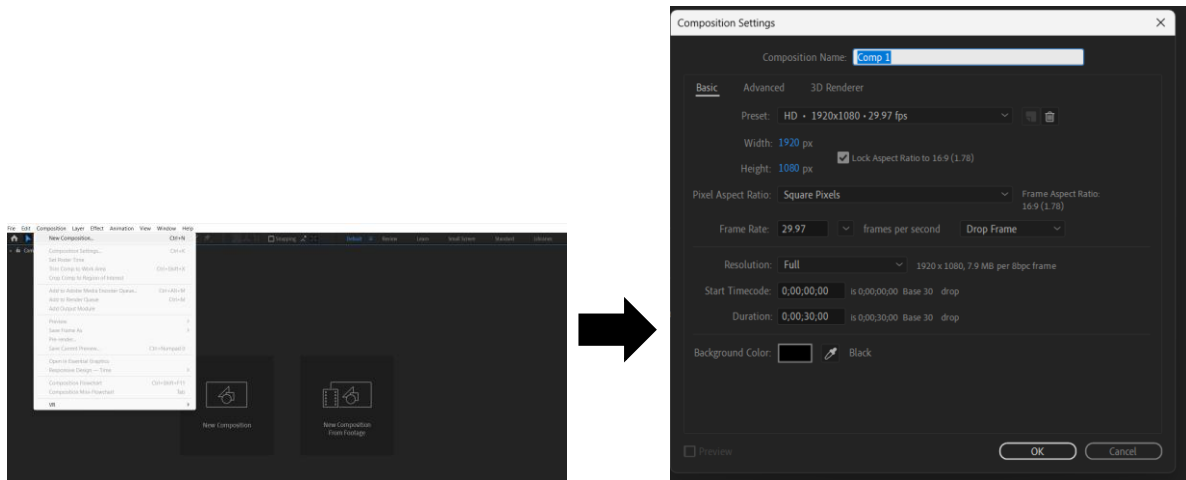 File Edit Composition Layer Effect Animation View Window Help
New Composition... Ctrl+N
Composition Settings... Ctrl+K
Set Poster Time
Trim Comp to Work Area Ctrl+Shift+X
Crop Comp to Region of Interest
Add to Adobe Media Encoder Queue... Ctrl+Alt+M
Add to Render Queue Ctrl+M
Add Output Module
Preview
Save Frame As
Pre-render...
Save Current Preview... Ctrl+Numpad 0
Open in Essential Graphics
Responsive Design — Time
Composition Flowchart Ctrl+Shift+F11
Composition Mini-Flowchart Tab
VR
Snapping
Default
Review
Learn
Small Screen
Standard
Libraries
New Composition
New Composition
From Footage
Composition Settings
Composition Name: Comp 1
Basic Advanced 3D Renderer
Preset: HD • 1920x1080 • 29.97 fps
Width: 1920 px
Lock Aspect Ratio to 16:9 (1.78)
Height: 1080 px
Pixel Aspect Ratio: Square Pixels
Frame Aspect Ratio:
16:9 (1.78)
Frame Rate: 29.97 frames per second Drop Frame
Resolution: Full 1920 x 1080, 7.9 MB per 8bpc frame
Start Timecode: 0;00;00;00 is 0;00;00;00 Base 30 drop
Duration: 0;00;30;00 is 0;00;30;00 Base 30 drop
Background Color: Black
Preview
OK
Cancel